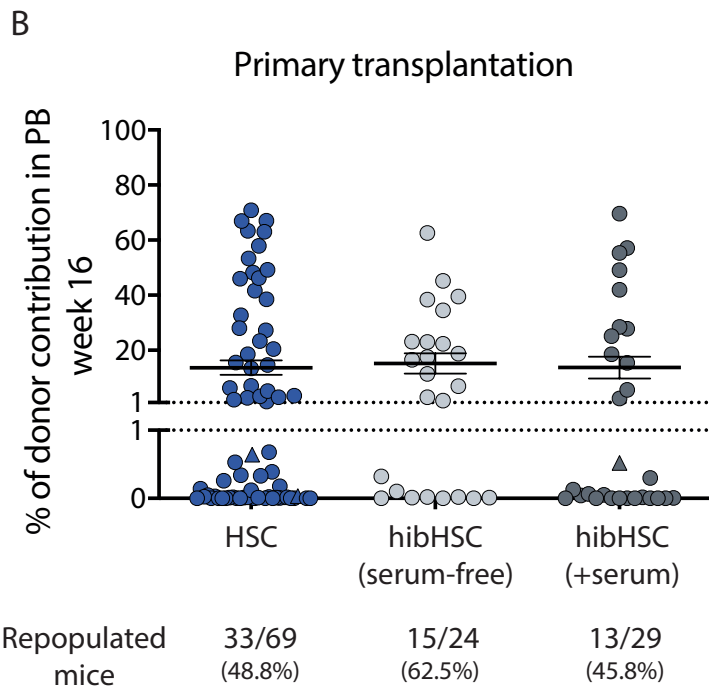 B
Primary transplantation
% of donor contribution in PB
week 16
100
80
60
40
20
1
1
0
HSC
hibHSC
(serum-free)
hibHSC
(+serum)
Repopulated
mice
33/69
(48.8%)
15/24
(62.5%)
13/29
(45.8%)